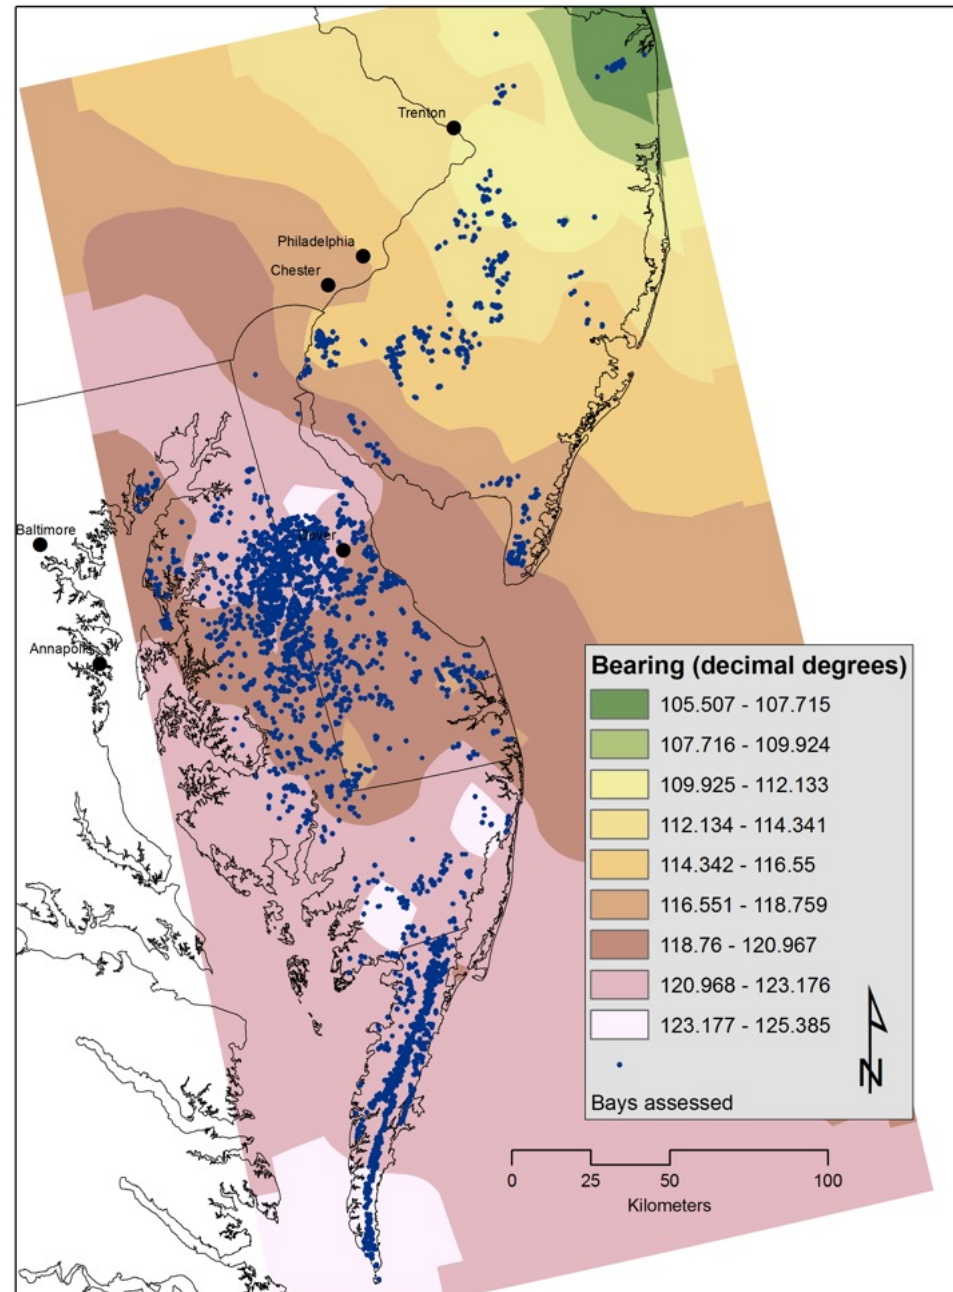 Trenton
Philadelphia
Chester
Baltimore
Dover
Annapolis
Bearing (decimal degrees)
105.507 - 107.715
107.716 - 109.924
109.925 - 112.133
112.134 - 114.341
114.342 - 116.55
116.551 - 118.759
118.76 - 120.967
120.968 - 123.176
123.177 - 125.385
Bays assessed
N
0 25 50 100
Kilometers